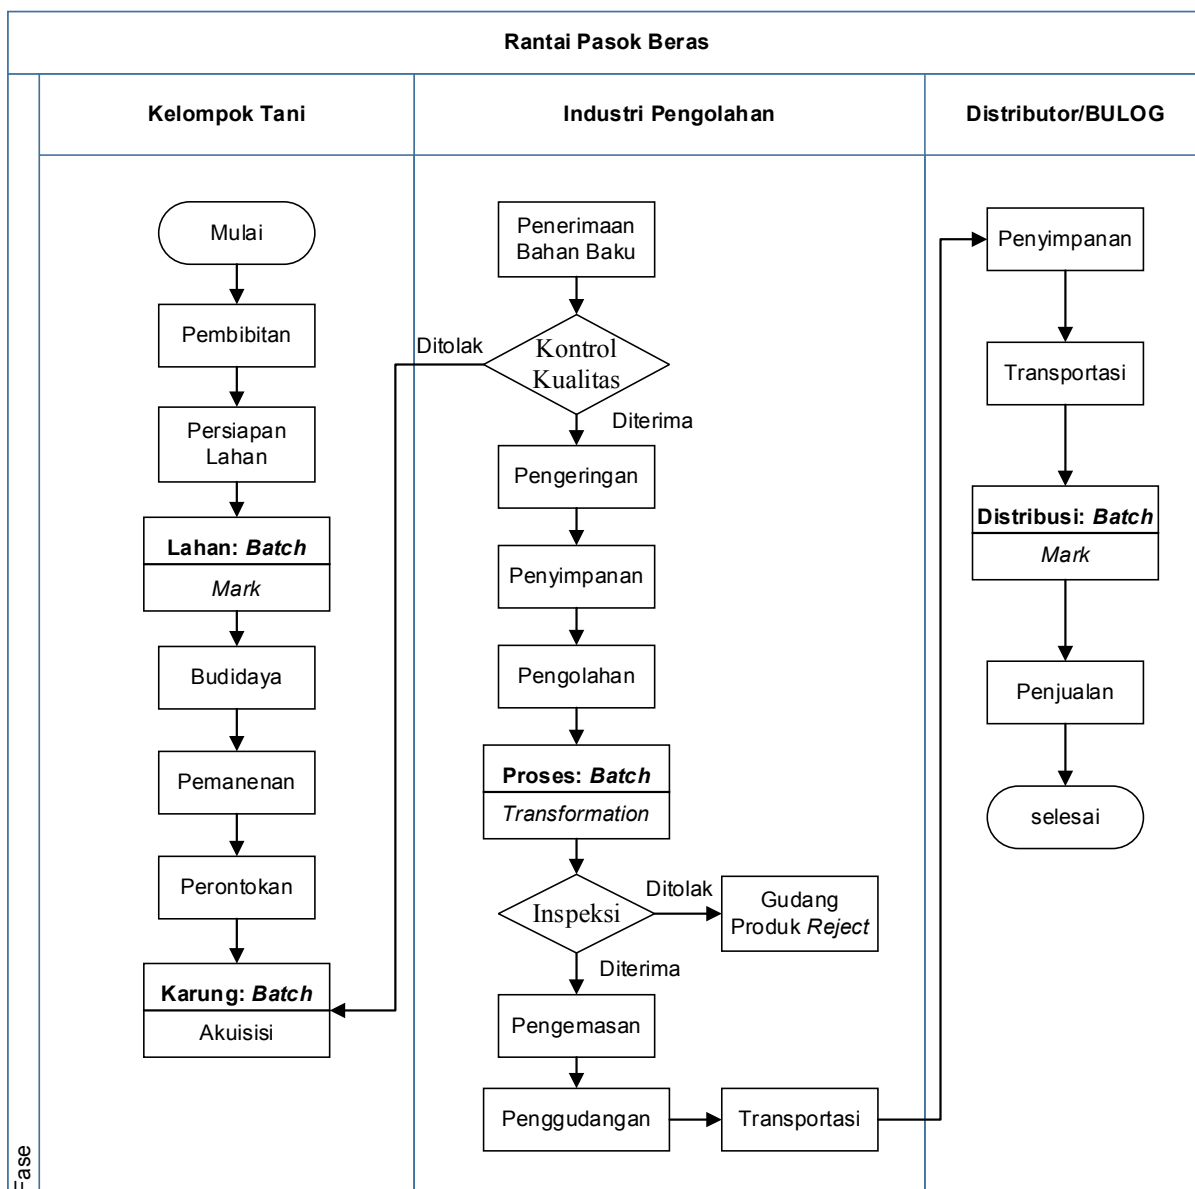 Rantai Pasok Beras
Kelompok Tani
Industri Pengolahan
Distributor/BULOG
Mulai
Pembibitan
Persiapan
Lahan
Lahan: Batch
Mark
Budidaya
Pemanenan
Perontokan
Karung: Batch
Akuisisi
Penerimaan
Bahan Baku
Kontrol
Kualitas
Ditolak
Diterima
Pengeringan
Penyimpanan
Pengolahan
Proses: Batch
Transformation
Inspeksi
Ditolak
Gudang
Produk Reject
Diterima
Pengemasan
Penggudangan
Transportasi
Penyimpanan
Transportasi
Distribusi: Batch
Mark
Penjualan
selesai
Fase